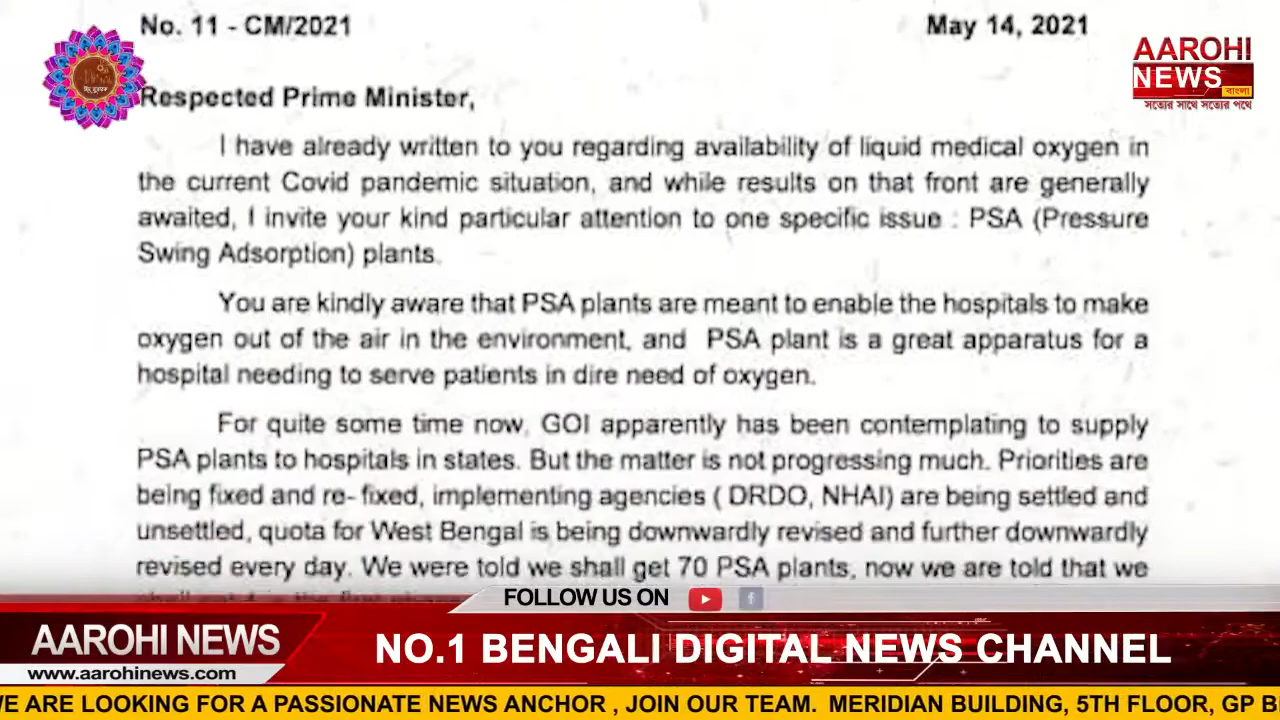 No. 11 - CM/2021
May 14, 2021
AAROHI
NEWS
বাংলা
সত্যের সাথে সত্যের পথে
Respected Prime Minister,
I have already written to you regarding availability of liquid medical oxygen in
the current Covid pandemic situation, and while results on that front are generally
awaited, I invite your kind particular attention to one specific issue : PSA (Pressure
Swing Adsorption) plants.
You are kindly aware that PSA plants are meant to enable the hospitals to make
oxygen out of the air in the environment, and PSA plant is a great apparatus for a
hospital needing to serve patients in dire need of oxygen.
For quite some time now, GOI apparently has been contemplating to supply
PSA plants to hospitals in states. But the matter is not progressing much. Priorities are
being fixed and re- fixed, implementing agencies ( DRDO, NHAI) are being settled and
unsettled, quota for West Bengal is being downwardly revised and further downwardly
revised every day. We were told we shall get 70 PSA plants, now we are told that we
FOLLOW US ON
AAROHI NEWS
www.aarohinews.com
NO.1 BENGALI DIGITAL NEWS CHANNEL
WE ARE LOOKING FOR A PASSIONATE NEWS ANCHOR , JOIN OUR TEAM. MERIDIAN BUILDING, 5TH FLOOR, GP B